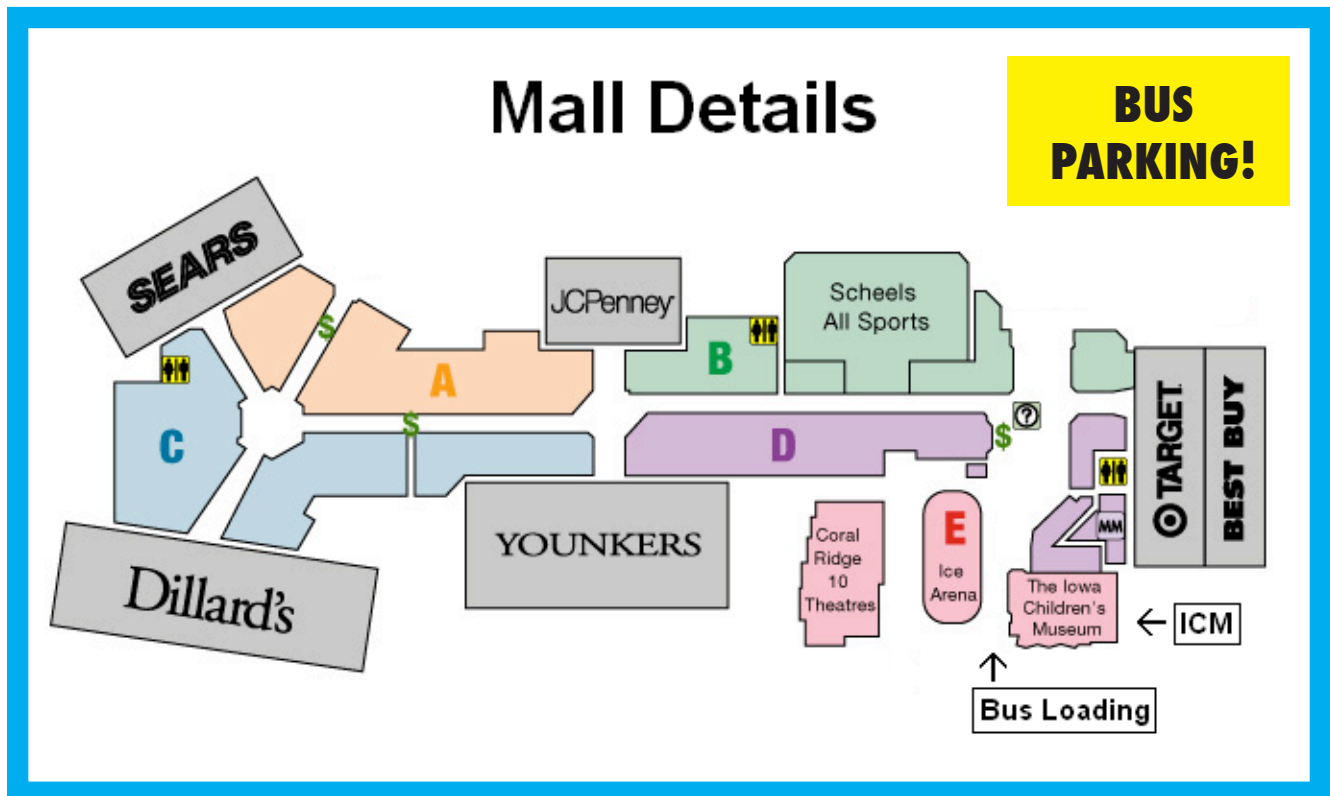 Mall Details
BUS
PARKING!
SEARS
$
JCPenney
Scheels
All Sports
A
B
C
$
D
$
?
TARGET
BEST BUY
YOUNKERS
Coral
Ridge
10
Theatres
E
Ice
Arena
MM
The Iowa
Children's
Museum
ICM
Dillard's
Bus Loading